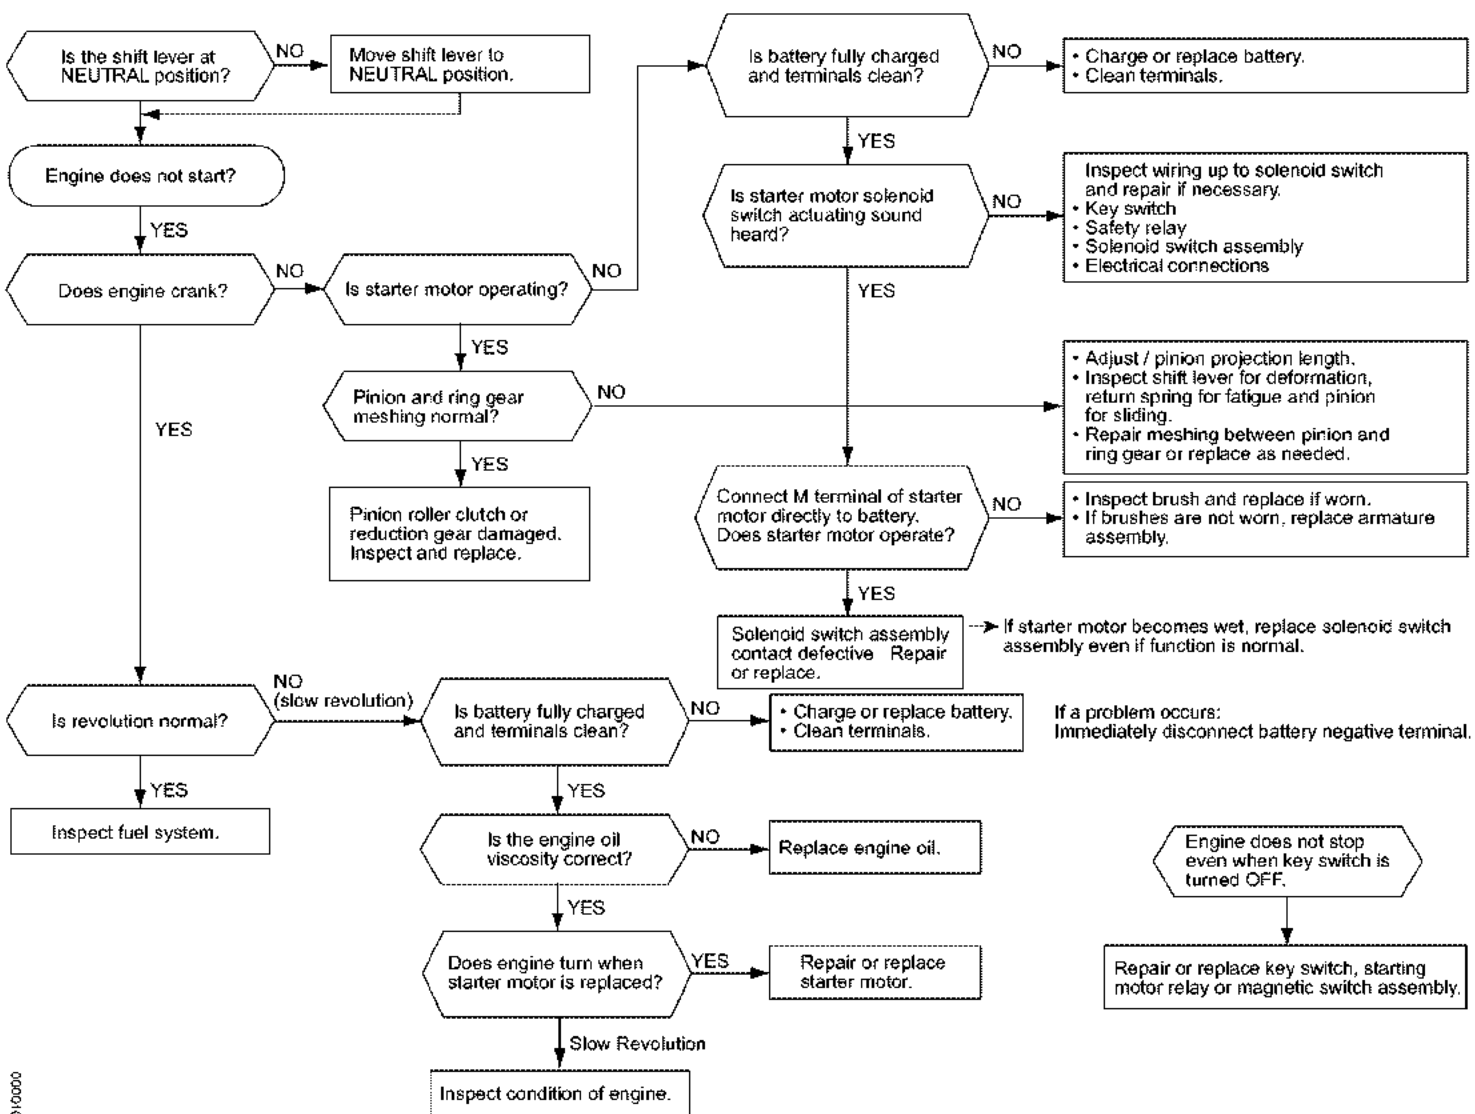 Is the shift lever at
NEUTRAL position?
NO
Move shift lever to
NEUTRAL position.
Engine does not start?
YES
Does engine crank?
NO
Is starter motor operating?
NO
YES
Pinion and ring gear
meshing normal?
NO
YES
Pinion roller clutch or
reduction gear damaged.
Inspect and replace.
YES
Is battery fully charged
and terminals clean?
NO
• Charge or replace battery.
• Clean terminals.
YES
Is starter motor solenoid
switch actuating sound
heard?
NO
Inspect wiring up to solenoid switch
and repair if necessary.
• Key switch
• Safety relay
• Solenoid switch assembly
• Electrical connections
YES
• Adjust / pinion projection length.
• Inspect shift lever for deformation,
return spring for fatigue and pinion
for sliding.
• Repair meshing between pinion and
ring gear or replace as needed.
Connect M terminal of starter
motor directly to battery.
Does starter motor operate?
NO
• Inspect brush and replace if worn.
• If brushes are not worn, replace armature
assembly.
YES
Solenoid switch assembly
contact defective Repair
or replace.
If starter motor becomes wet, replace solenoid switch
assembly even if function is normal.
Is revolution normal?
NO
(slow revolution)
YES
Inspect fuel system.
Is battery fully charged
and terminals clean?
NO
• Charge or replace battery.
• Clean terminals.
If a problem occurs:
Immediately disconnect battery negative terminal.
YES
Is the engine oil
viscosity correct?
NO
Replace engine oil.
YES
Does engine turn when
starter motor is replaced?
YES
Repair or replace
starter motor.
Slow Revolution
Inspect condition of engine.
Engine does not stop
even when key switch is
turned OFF.
Repair or replace key switch, starting
motor relay or magnetic switch assembly.